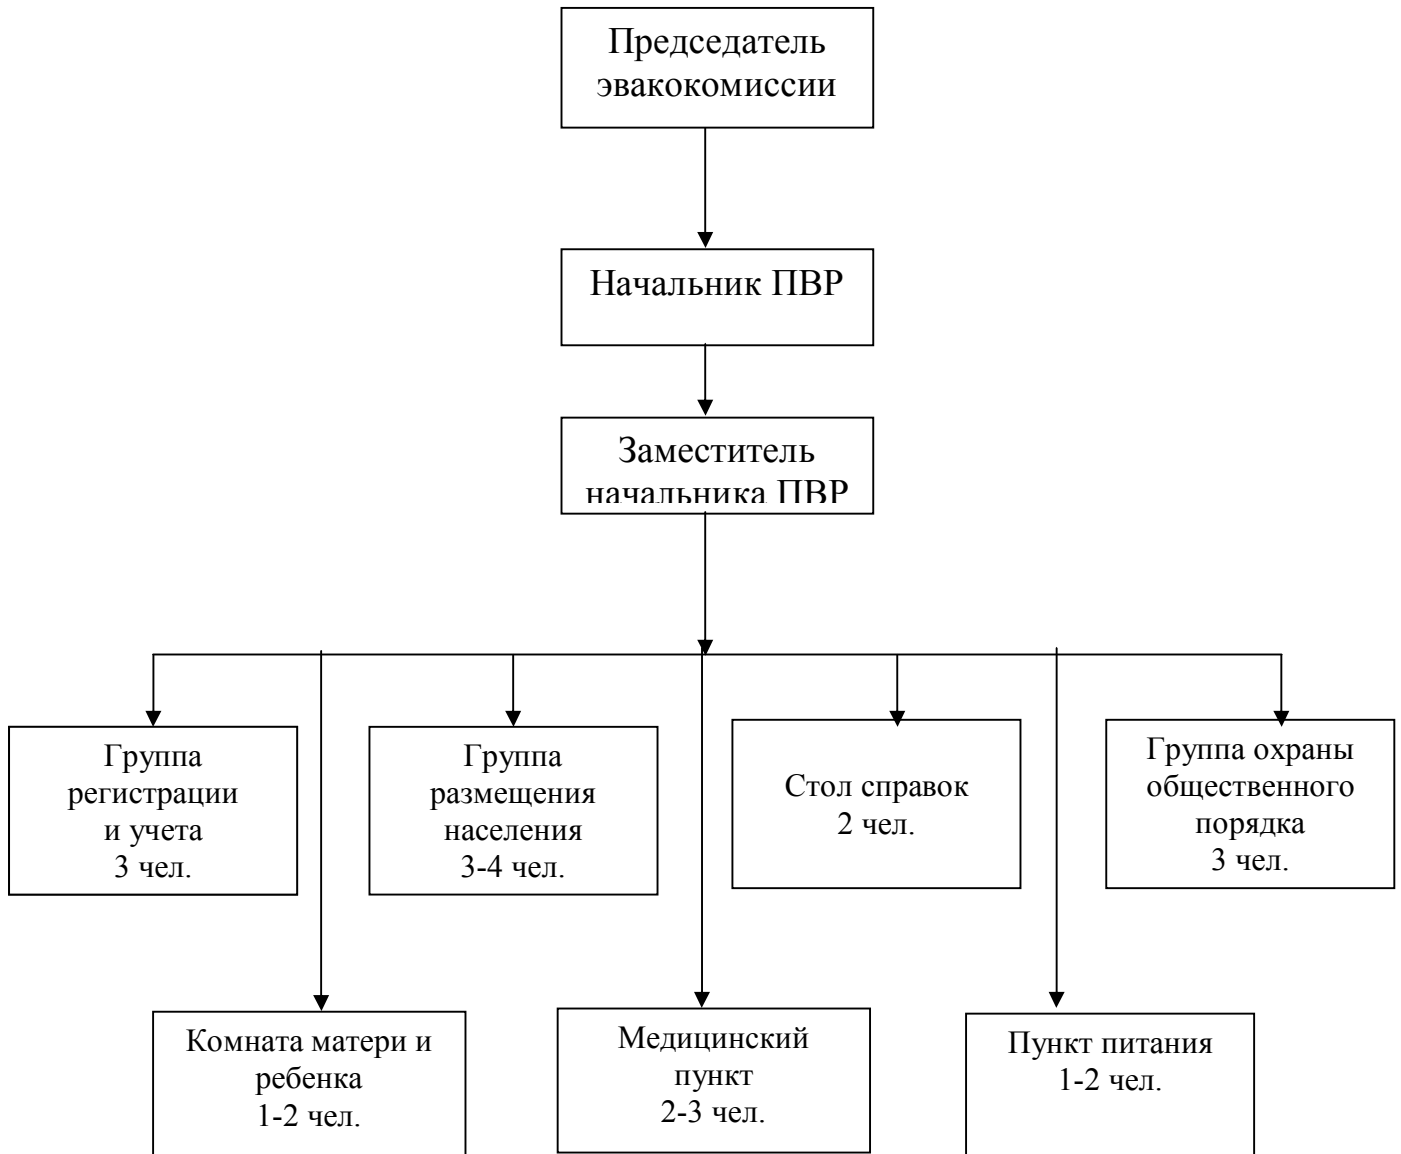 Председатель
эвакокомиссии
Начальник ПВР
Заместитель
начальника ПВР
Группа
регистрации
и учета
3 чел.
Группа
размещения
населения
3-4 чел.
Стол справок
2 чел.
Группа охраны
общественного
порядка
3 чел.
Комната матери и
ребенка
1-2 чел.
Медицинский
пункт
2-3 чел.
Пункт питания
1-2 чел.